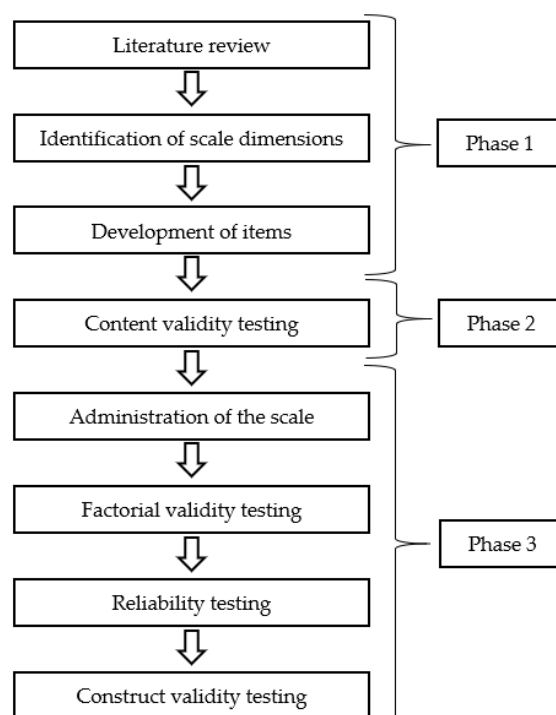 Literature review
Identification of scale dimensions
Phase 1
Development of items
Content validity testing
Phase 2
Administration of the scale
Factorial validity testing
Phase 3
Reliability testing
Construct validity testing